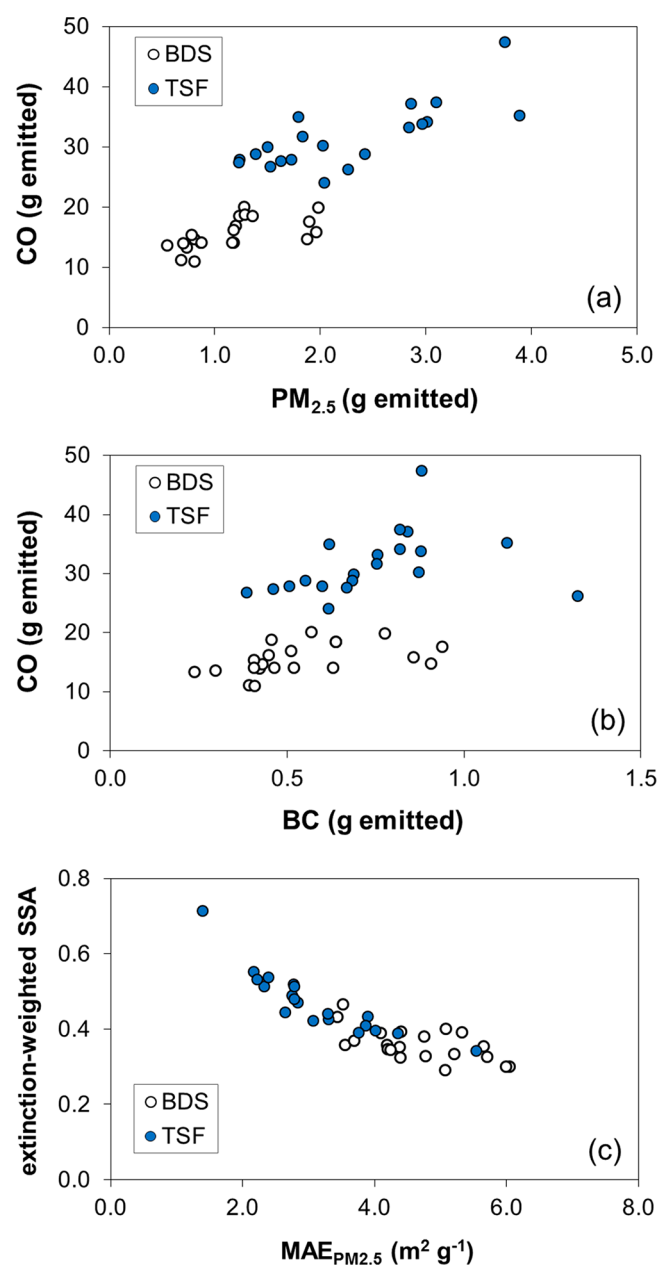 50
40
30
20
10
0
CO (g emitted)
BDS
TSF
(a)
0.0 1.0 2.0 3.0 4.0 5.0
PM2.5 (g emitted)
50
40
30
20
10
0
CO (g emitted)
BDS
TSF
(b)
0.0 0.5 1.0 1.5
BC (g emitted)
0.8
0.6
0.4
0.2
0.0
extinction-weighted SSA
BDS
TSF
(c)
0.0 2.0 4.0 6.0 8.0
MAEPM2.5 (m² g⁻¹)